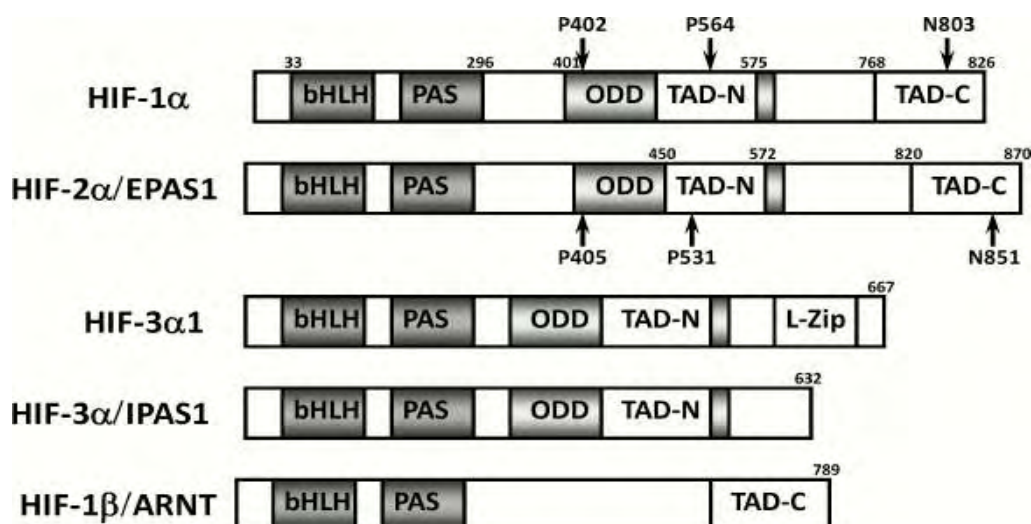 P402 P564 N803
33 296 401 575 768 826
HIF-1α bHLH PAS ODD TAD-N TAD-C
450 572 820 870
HIF-2α/EPAS1 bHLH PAS ODD TAD-N TAD-C
P405 P531 N851
667
HIF-3α1 bHLH PAS ODD TAD-N L-Zip
632
HIF-3α/IPAS1 bHLH PAS ODD TAD-N
789
HIF-1β/ARNT bHLH PAS TAD-C